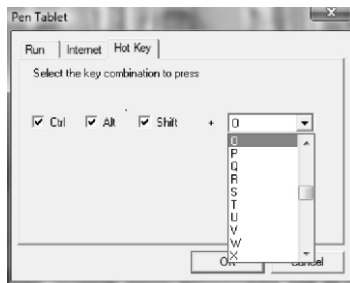 Pen Tablet
Run Internet Hot Key
Select the key combination to press
Ctrl Alt Shift + O
O
P
Q
R
S
T
U
V
W
X
OK Cancel